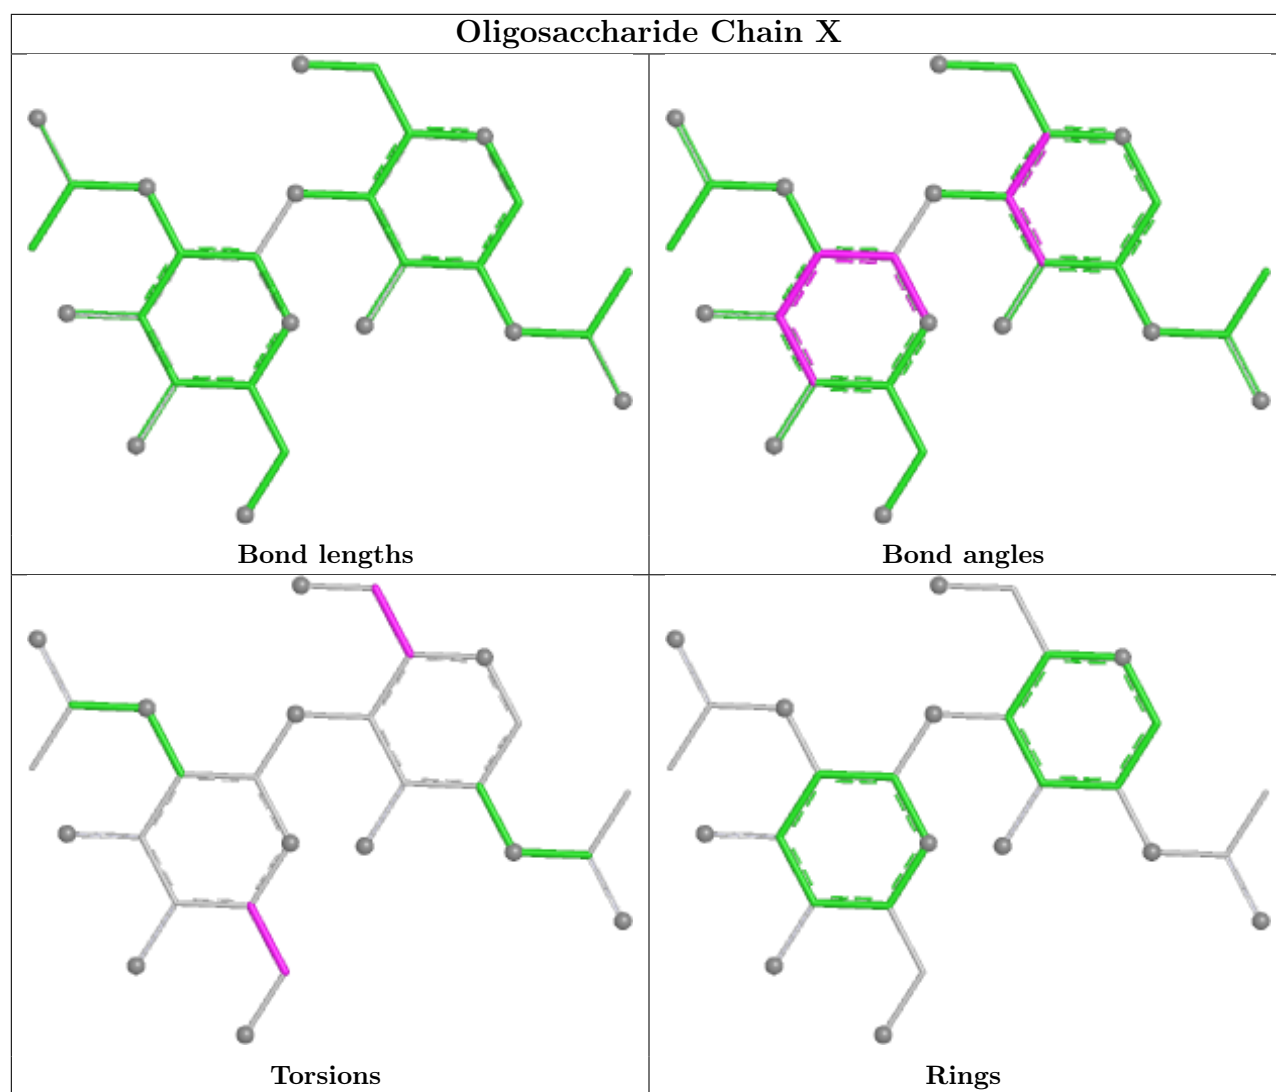 Oligosaccharide Chain X
Bond lengths
Bond angles
Torsions
Rings